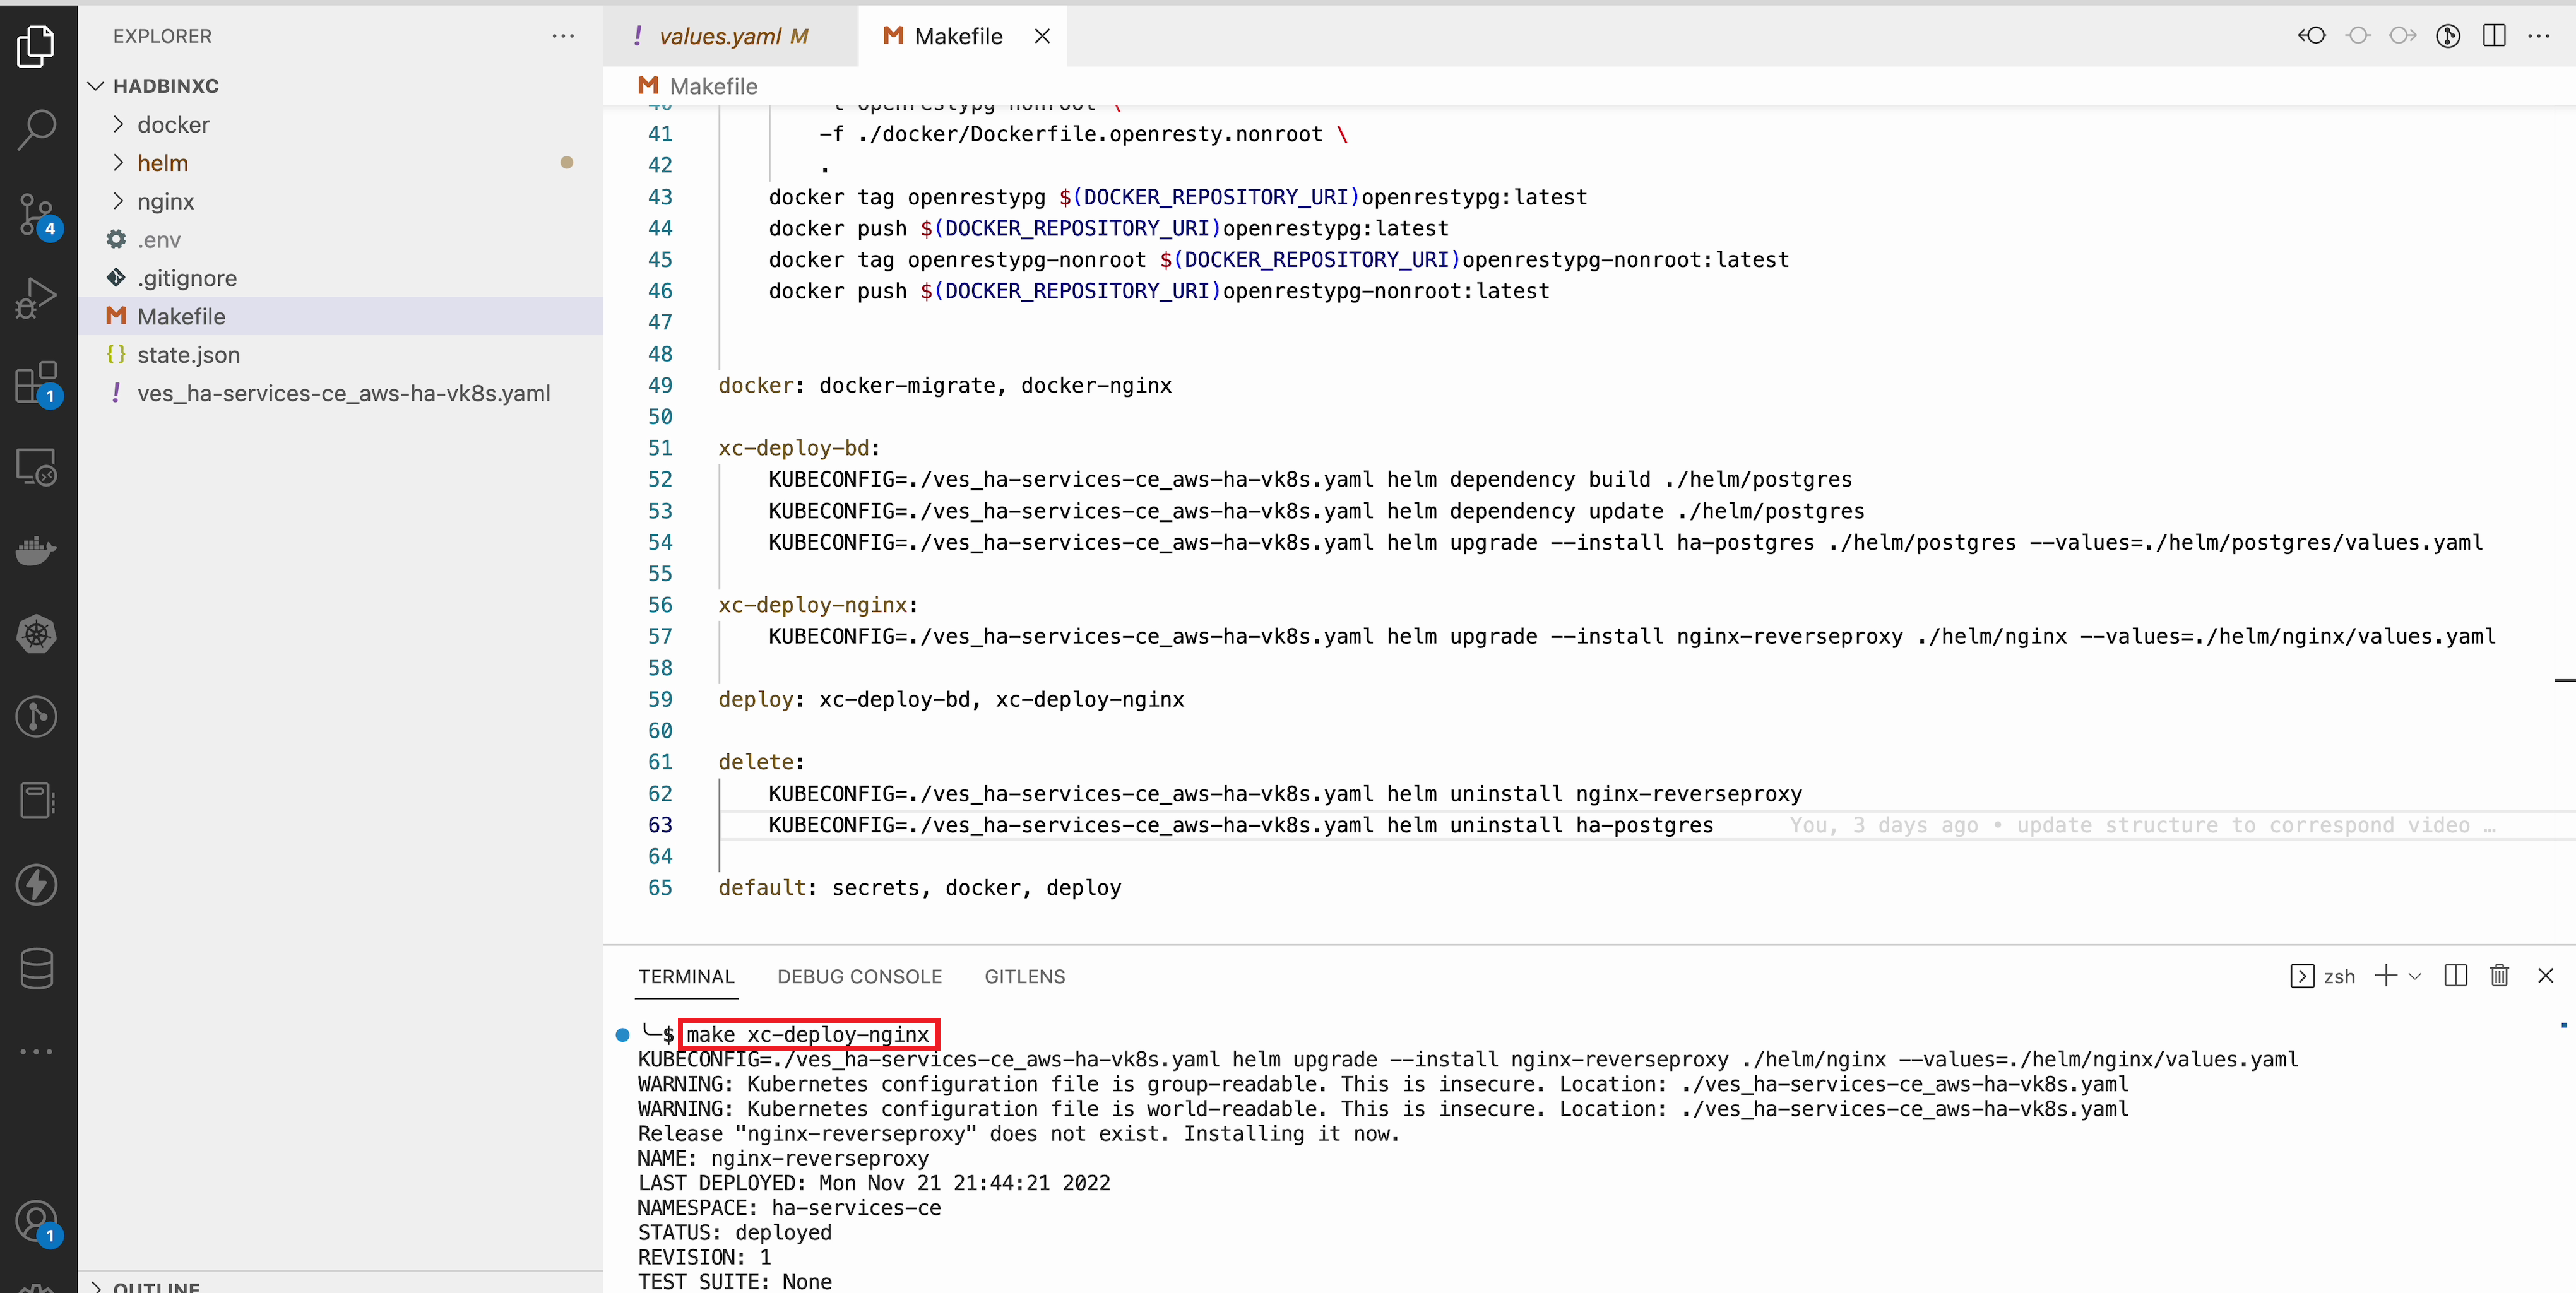 EXPLORER
HADBINXC
docker
helm
nginx
.env
.gitignore
Makefile
state.json
ves_ha-services-ce_aws-ha-vk8s.yaml
OUTLINE
4
1
1
values.yaml M
Makefile
Makefile
40 -t openrestypg-nonroot \
41 -f ./docker/Dockerfile.openresty.nonroot \
42 .
43 docker tag openrestypg $(DOCKER_REPOSITORY_URI)openrestypg:latest
44 docker push $(DOCKER_REPOSITORY_URI)openrestypg:latest
45 docker tag openrestypg-nonroot $(DOCKER_REPOSITORY_URI)openrestypg-nonroot:latest
46 docker push $(DOCKER_REPOSITORY_URI)openrestypg-nonroot:latest
47
48
49 docker: docker-migrate, docker-nginx
50
51 xc-deploy-bd:
52 KUBECONFIG=./ves_ha-services-ce_aws-ha-vk8s.yaml helm dependency build ./helm/postgres
53 KUBECONFIG=./ves_ha-services-ce_aws-ha-vk8s.yaml helm dependency update ./helm/postgres
54 KUBECONFIG=./ves_ha-services-ce_aws-ha-vk8s.yaml helm upgrade --install ha-postgres ./helm/postgres --values=./helm/postgres/values.yaml
55
56 xc-deploy-nginx:
57 KUBECONFIG=./ves_ha-services-ce_aws-ha-vk8s.yaml helm upgrade --install nginx-reverseproxy ./helm/nginx --values=./helm/nginx/values.yaml
58
59 deploy: xc-deploy-bd, xc-deploy-nginx
60
61 delete:
62 KUBECONFIG=./ves_ha-services-ce_aws-ha-vk8s.yaml helm uninstall nginx-reverseproxy
63 KUBECONFIG=./ves_ha-services-ce_aws-ha-vk8s.yaml helm uninstall ha-postgres You, 3 days ago • update structure to correspond video …
64
65 default: secrets, docker, deploy
TERMINAL DEBUG CONSOLE GITLENS zsh
$ make xc-deploy-nginx
KUBECONFIG=./ves_ha-services-ce_aws-ha-vk8s.yaml helm upgrade --install nginx-reverseproxy ./helm/nginx --values=./helm/nginx/values.yaml
WARNING: Kubernetes configuration file is group-readable. This is insecure. Location: ./ves_ha-services-ce_aws-ha-vk8s.yaml
WARNING: Kubernetes configuration file is world-readable. This is insecure. Location: ./ves_ha-services-ce_aws-ha-vk8s.yaml
Release "nginx-reverseproxy" does not exist. Installing it now.
NAME: nginx-reverseproxy
LAST DEPLOYED: Mon Nov 21 21:44:21 2022
NAMESPACE: ha-services-ce
STATUS: deployed
REVISION: 1
TEST SUITE: None